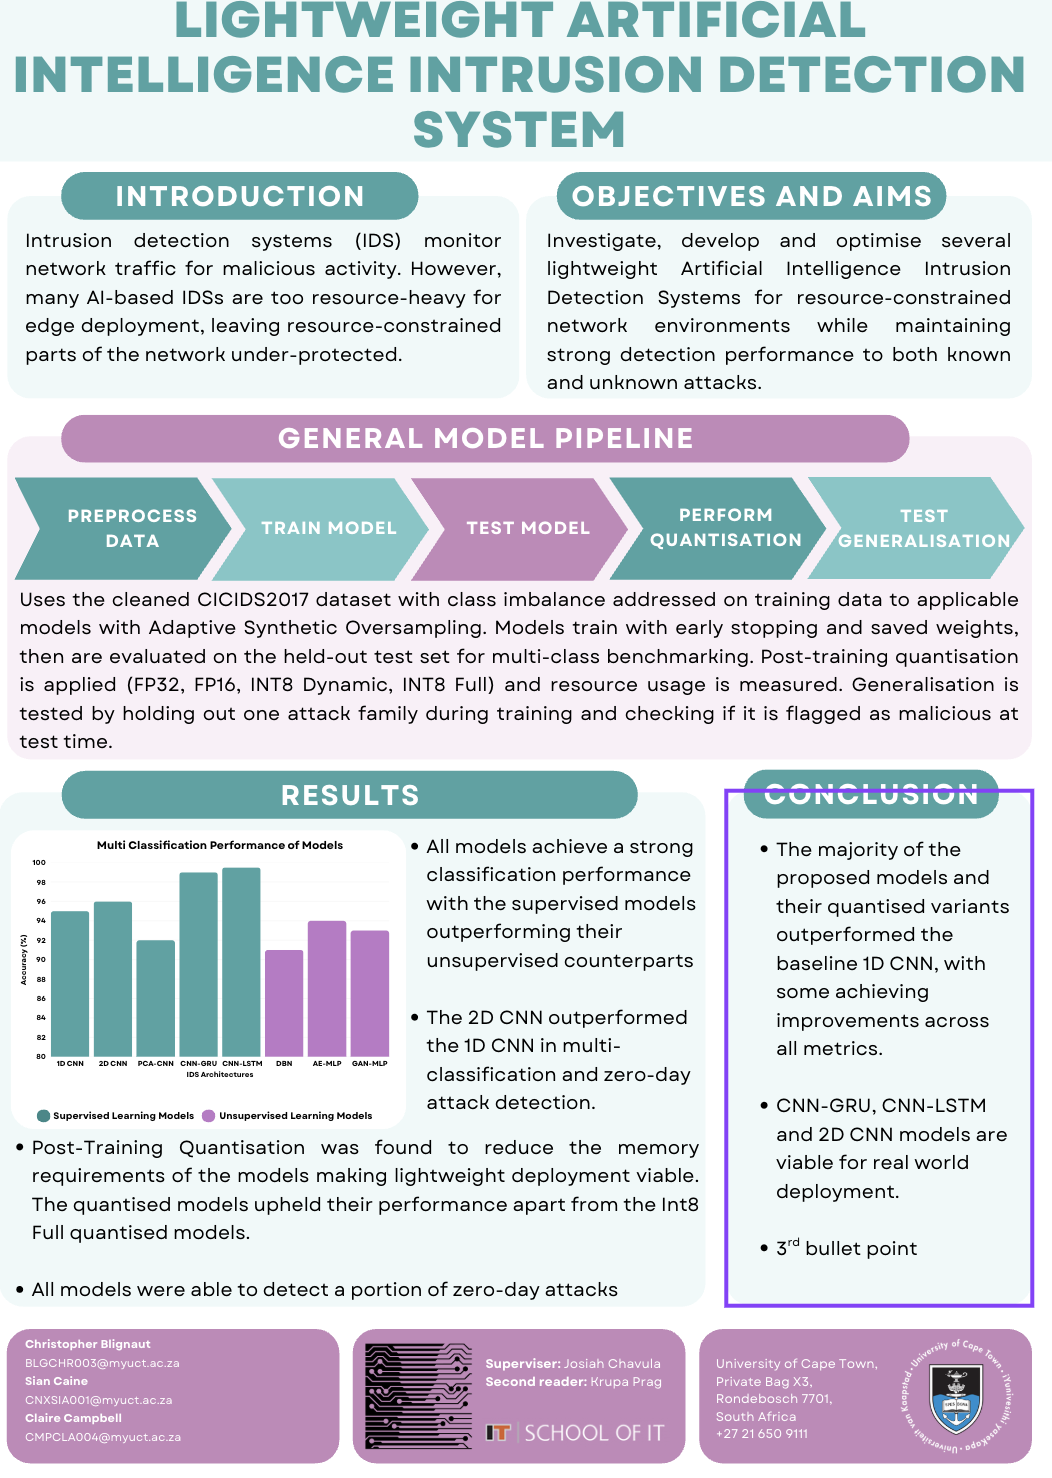 LIGHTWEIGHT ARTIFICIAL
INTELLIGENCE INTRUSION DETECTION
SYSTEM
INTRODUCTION
Intrusion detection systems (IDS) monitor
network traffic for malicious activity. However,
many AI-based IDSs are too resource-heavy for
edge deployment, leaving resource-constrained
parts of the network under-protected.
OBJECTIVES AND AIMS
Investigate, develop and optimise several
lightweight Artificial Intelligence Intrusion
Detection Systems for resource-constrained
network environments while maintaining
strong detection performance to both known
and unknown attacks.
GENERAL MODEL PIPELINE
PREPROCESS
DATA
TRAIN MODEL
TEST MODEL
PERFORM
QUANTISATION
TEST
GENERALISATION
Uses the cleaned CICIDS2017 dataset with class imbalance addressed on training data to applicable
models with Adaptive Synthetic Oversampling. Models train with early stopping and saved weights,
then are evaluated on the held-out test set for multi-class benchmarking. Post-training quantisation
is applied (FP32, FP16, INT8 Dynamic, INT8 Full) and resource usage is measured. Generalisation is
tested by holding out one attack family during training and checking if it is flagged as malicious at
test time.
RESULTS
Multi Classification Performance of Models
100
98
96
94
92
90
88
86
84
82
80
Accuracy (%)
1D CNN 2D CNN PCA-CNN CNN-GRU CNN-LSTM DBN AE-MLP GAN-MLP
IDS Architectures
Supervised Learning Models Unsupervised Learning Models
• All models achieve a strong
classification performance
with the supervised models
outperforming their
unsupervised counterparts
• The 2D CNN outperformed
the 1D CNN in multi-
classification and zero-day
attack detection.
• Post-Training Quantisation was found to reduce the memory
requirements of the models making lightweight deployment viable.
The quantised models upheld their performance apart from the Int8
Full quantised models.
• All models were able to detect a portion of zero-day attacks
CONCLUSION
• The majority of the
proposed models and
their quantised variants
outperformed the
baseline 1D CNN, with
some achieving
improvements across
all metrics.
• CNN-GRU, CNN-LSTM
and 2D CNN models are
viable for real world
deployment.
• 3rd bullet point
Christopher Blignaut
BLGCHR003@myuct.ac.za
Sian Caine
CNXSIA001@myuct.ac.za
Claire Campbell
CMPCLA004@myuct.ac.za
Superviser: Josiah Chavula
Second reader: Krupa Prag
IT SCHOOL OF IT
University of Cape Town,
Private Bag X3,
Rondebosch 7701,
South Africa
+27 21 650 9111
University of Cape Town · iYunivesithi yaseKapa · Universiteit van Kaapstad